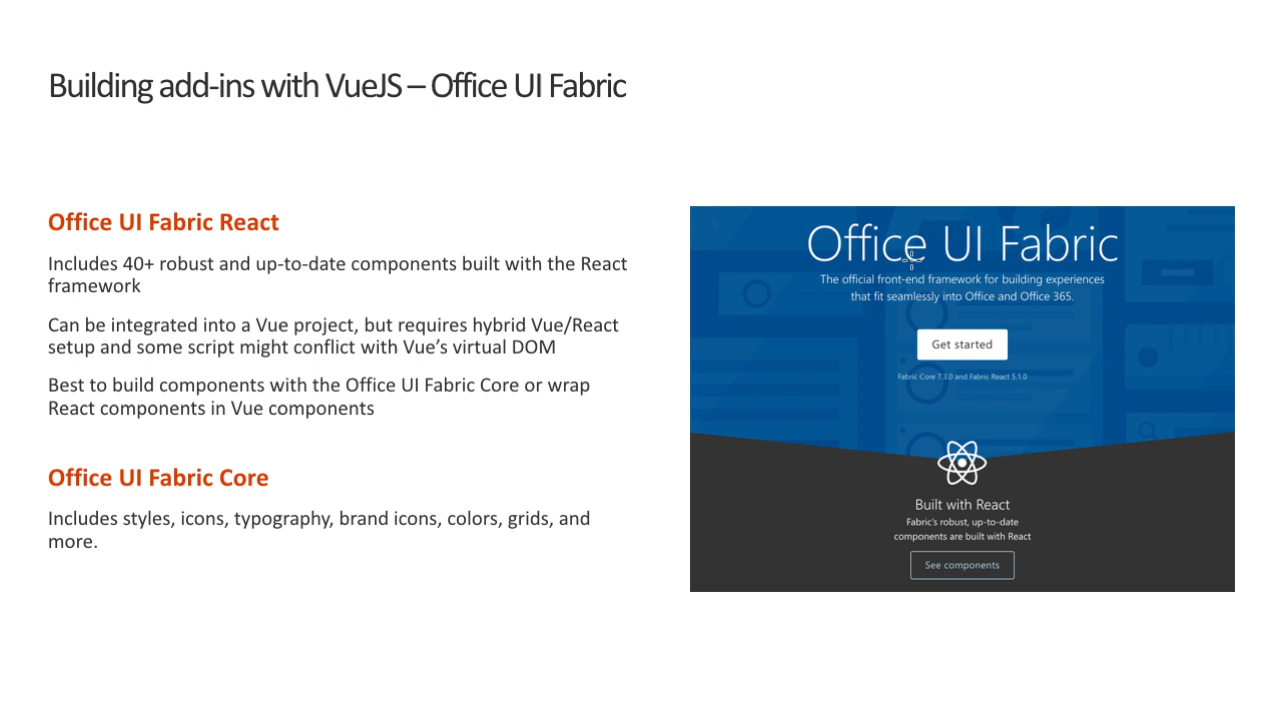 Building add-ins with VueJS – Office UI Fabric
Office UI Fabric React
Includes 40+ robust and up-to-date components built with the React
framework
Can be integrated into a Vue project, but requires hybrid Vue/React
setup and some script might conflict with Vue’s virtual DOM
Best to build components with the Office UI Fabric Core or wrap
React components in Vue components
Office UI Fabric Core
Includes styles, icons, typography, brand icons, colors, grids, and
more.
Office UI Fabric
The official front-end framework for building experiences
that fit seamlessly into Office and Office 365.
Get started
Fabric Core 7.3.0 and Fabric React 5.1.0
Built with React
Fabric's robust, up-to-date
components are built with React
See components